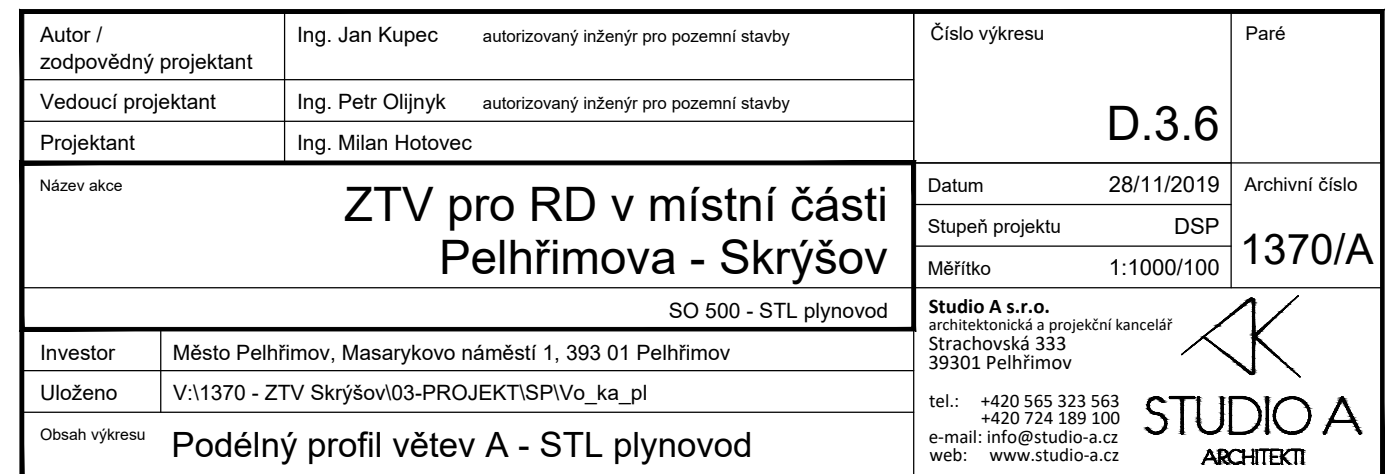 Autor /
zodpovědný projektant
Ing. Jan Kupec autorizovaný inženýr pro pozemní stavby
Vedoucí projektant
Ing. Petr Olijnyk autorizovaný inženýr pro pozemní stavby
Projektant
Ing. Milan Hotovec
Číslo výkresu
D.3.6
Paré
Název akce
ZTV pro RD v místní části
Pelhřimova - Skrýšov
SO 500 - STL plynovod
Datum 28/11/2019
Stupeň projektu DSP
Měřítko 1:1000/100
Archivní číslo
1370/A
Investor
Město Pelhřimov, Masarykovo náměstí 1, 393 01 Pelhřimov
Uloženo
V:\1370 - ZTV Skrýšov\03-PROJEKT\SP\Vo_ka_pl
Obsah výkresu
Podélný profil větev A - STL plynovod
Studio A s.r.o.
architektonická a projekční kancelář
Strachovská 333
39301 Pelhřimov
tel.: +420 565 323 563
+420 724 189 100
e-mail: info@studio-a.cz
web: www.studio-a.cz
STUDIO A
ARCHITEKTI